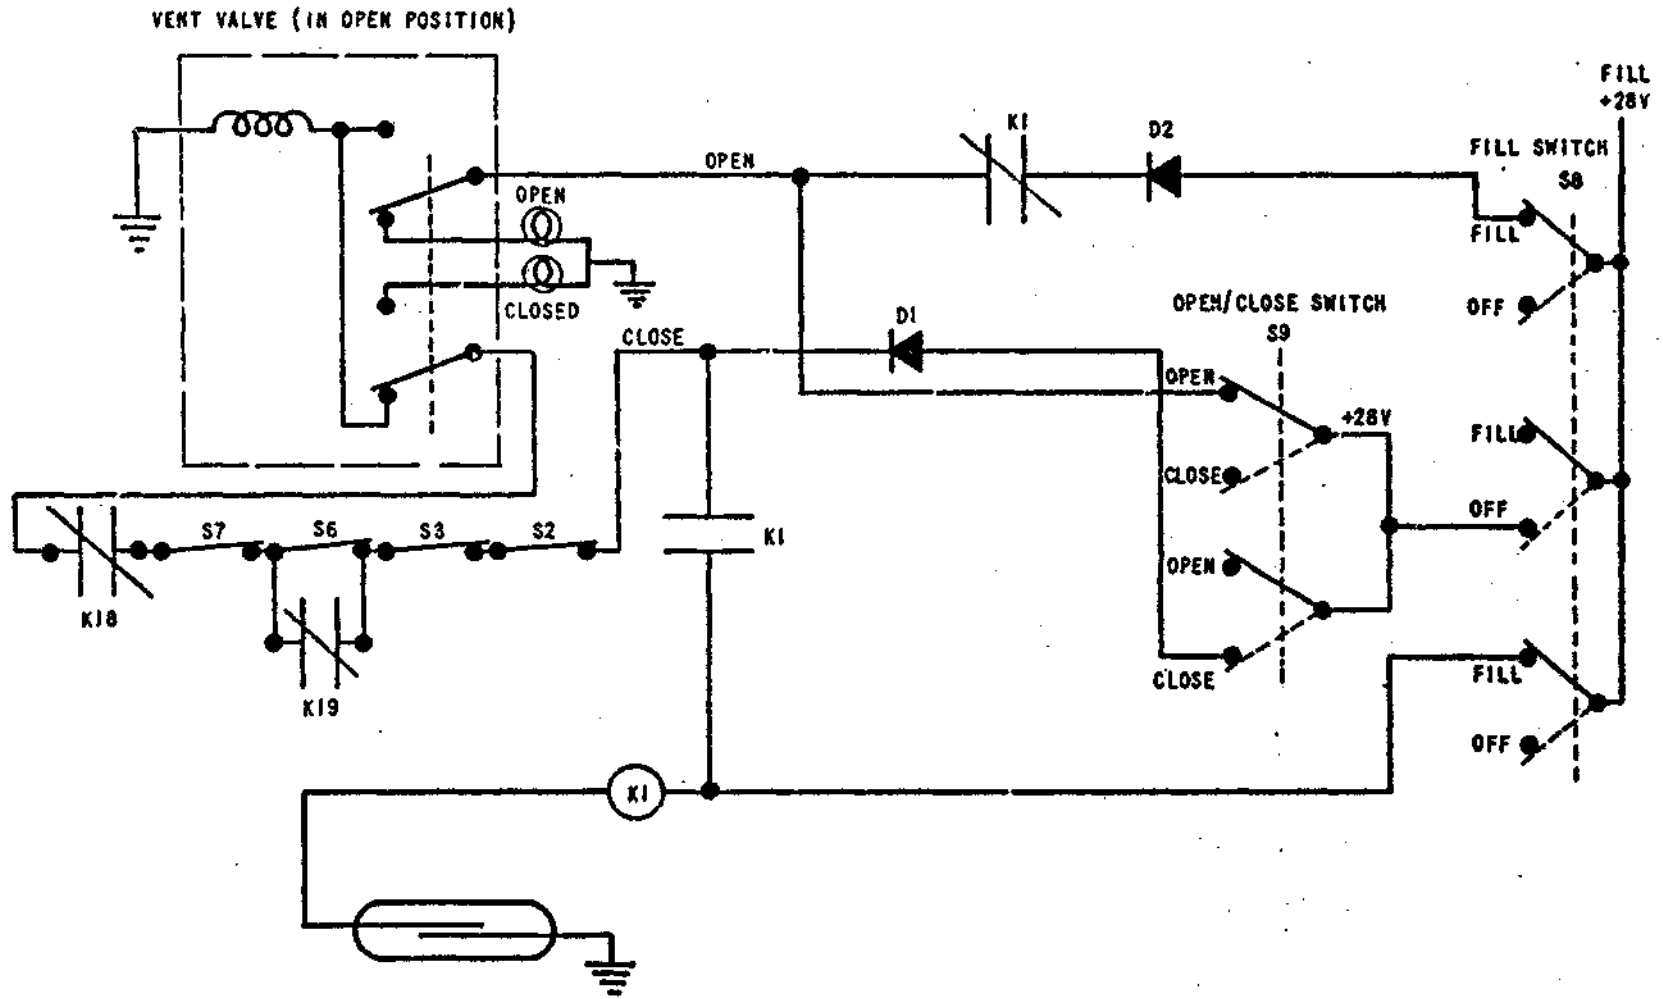 VENT VALVE (IN OPEN POSITION)
FILL
+28V
K1
D2
FILL SWITCH
S8
OPEN
OPEN
FILL
CLOSED
OFF
D1
OPEN/CLOSE SWITCH
S9
CLOSE
OPEN
+28V
FILL
CLOSE
OFF
S7
S6
S3
S2
K1
OPEN
K18
K19
CLOSE
FILL
OFF
K1